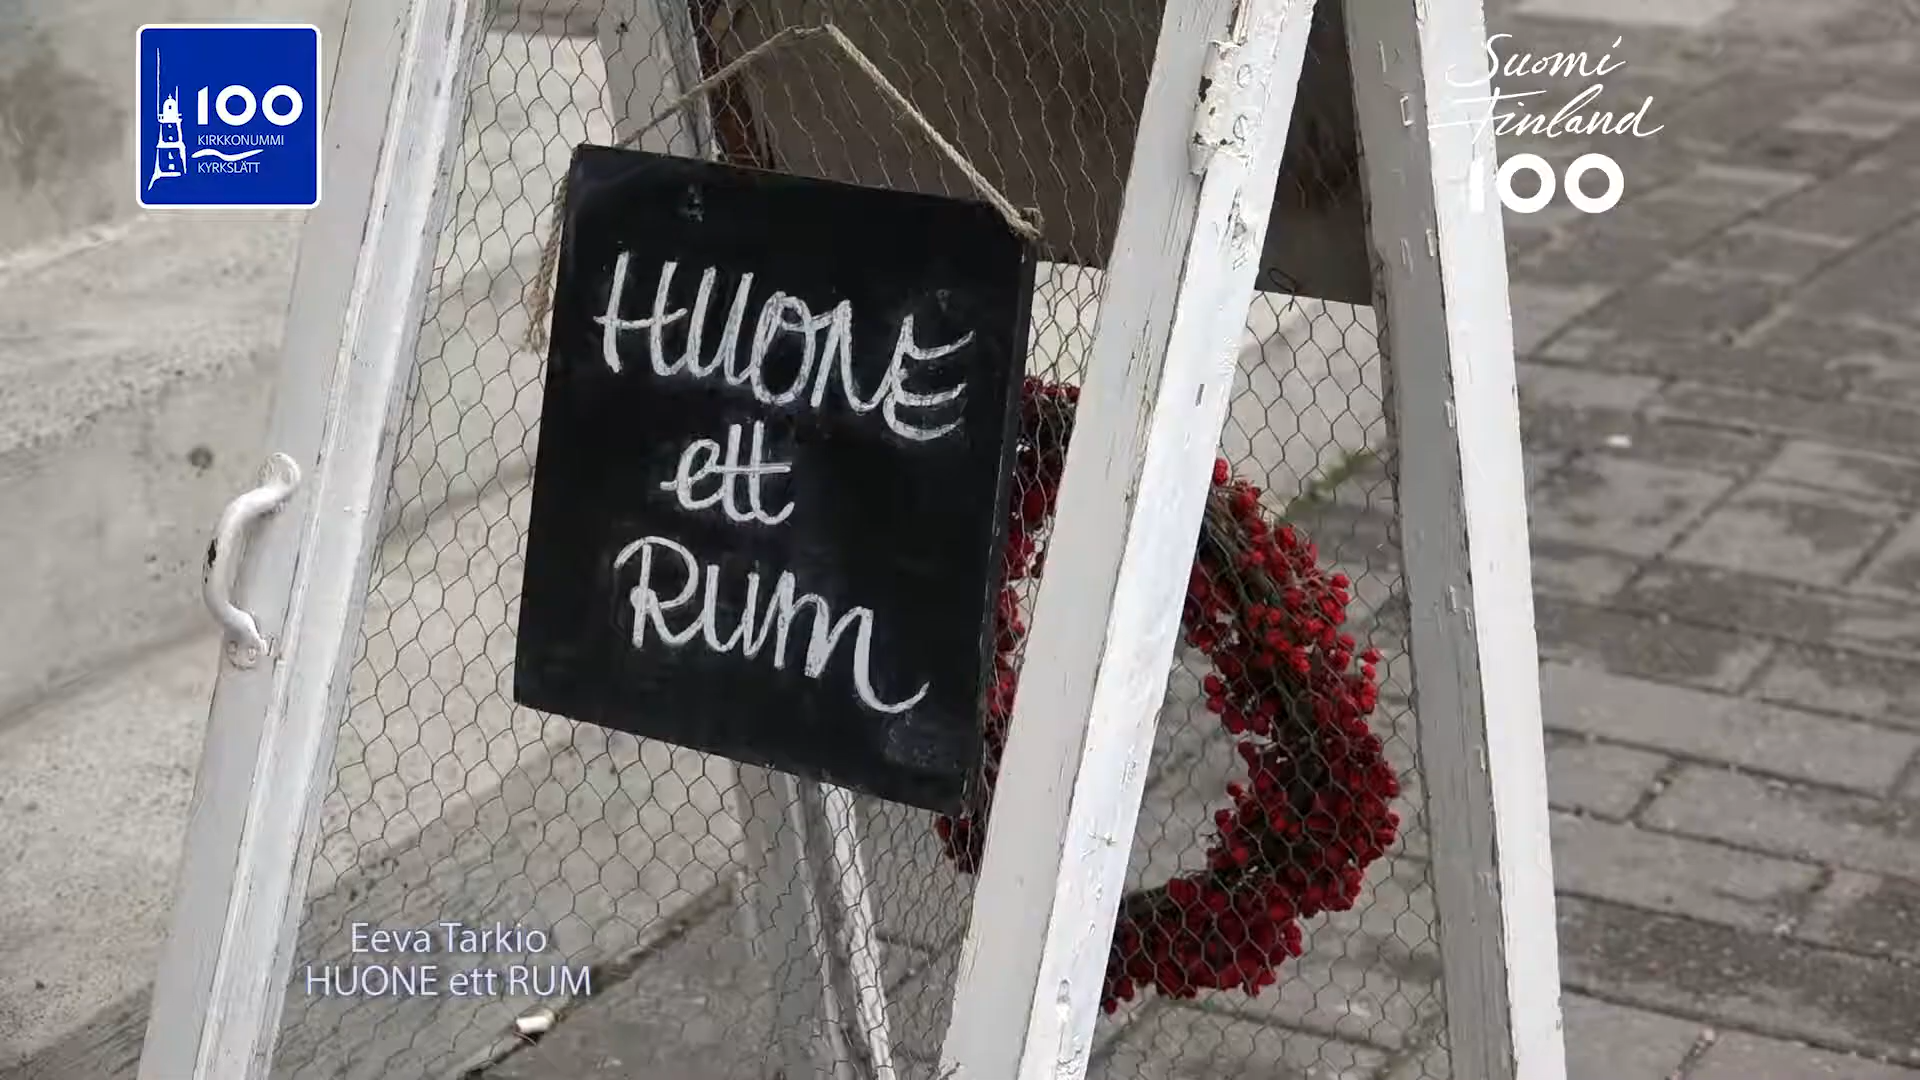 100
KIRKKONUMMI
KYRKSLÄTT
Suomi
Finland
100
HUONE
ett
RUM
Eeva Tarkio
HUONE ett RUM